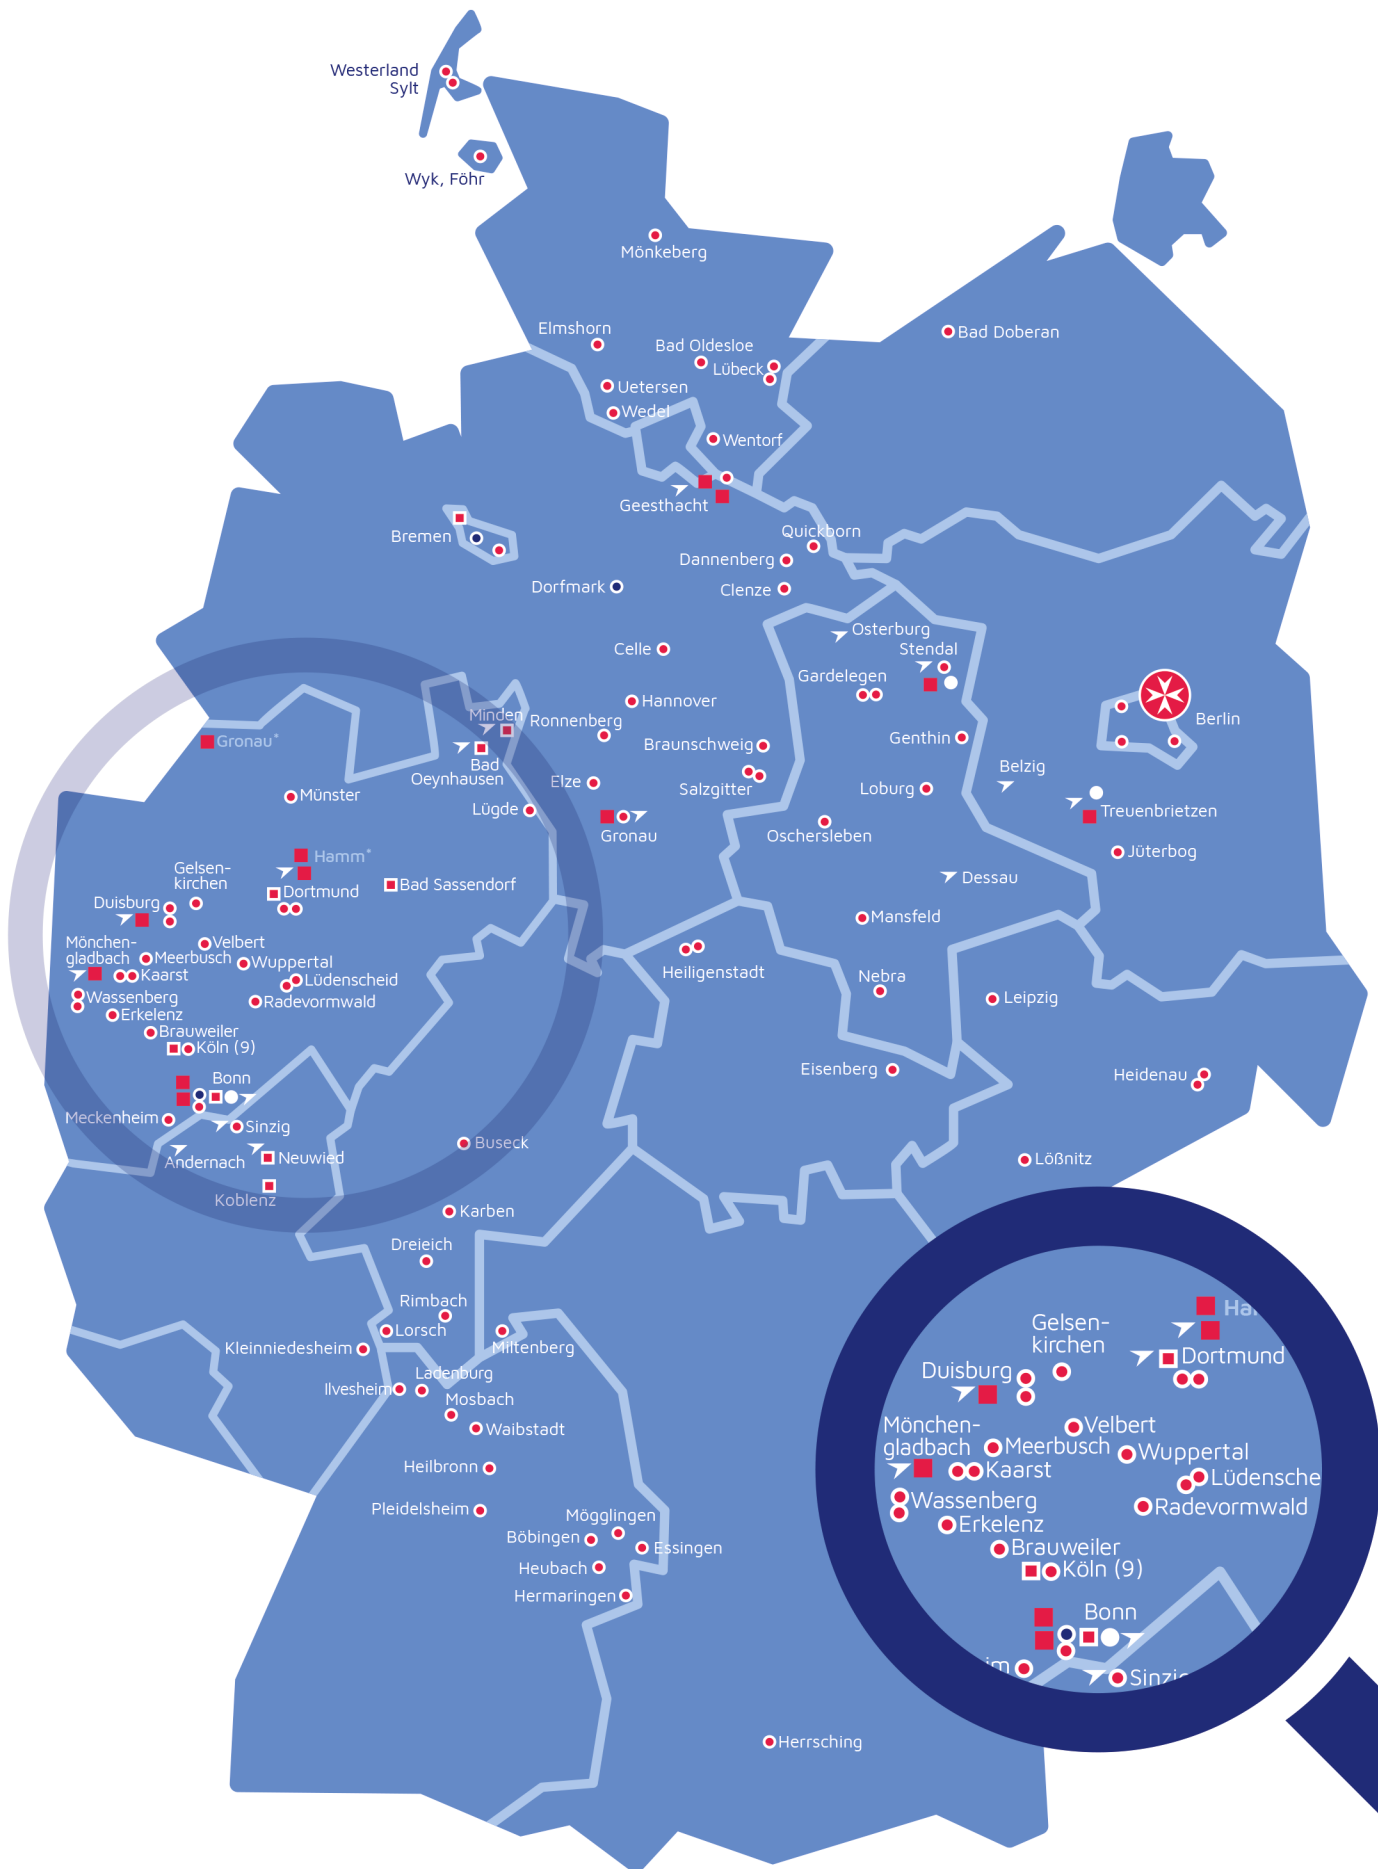 Westerland
Sylt
Wyk, Föhr
Mönkeberg
Elmshorn
Bad Oldesloe
Bad Doberan
Lübeck
Uetersen
Wedel
Wentorf
Geesthacht
Quickborn
Bremen
Dannenberg
Dorfmark
Clenze
Osterburg
Celle
Stendal
Gardelegen
Hannover
Minden
Ronnenberg
Berlin
Gronau*
Braunschweig
Genthin
Bad
Oeynhausen
Belzig
Elze
Salzgitter
Loburg
Münster
Lügde
Treuenbrietzen
Gronau
Oschersleben
Hamm*
Jüterbog
Gelsen-
kirchen
Dortmund
Bad Sassendorf
Dessau
Duisburg
Mansfeld
Mönchen-
gladbach
Velbert
Meerbusch
Wuppertal
Heiligenstadt
Kaarst
Lüdenscheid
Nebra
Wassenberg
Radevormwald
Leipzig
Erkelenz
Brauweiler
Köln (9)
Eisenberg
Heidenau
Bonn
Meckenheim
Sinzig
Buseck
Andernach
Neuwied
Lößnitz
Koblenz
Karben
Dreieich
Rimbach
Lorsch
Kleinniedesheim
Miltenberg
Ladenburg
Ilvesheim
Mosbach
Waibstadt
Heilbronn
Pleidelsheim
Mögglingen
Böbingen
Essingen
Heubach
Hermaringen
Herrsching
Ha
Gelsen-
kirchen
Dortmund
Duisburg
Mönchen-
gladbach
Velbert
Meerbusch
Wuppertal
Kaarst
Lüdensche
Wassenberg
Radevormwald
Erkelenz
Brauweiler
Köln (9)
Bonn
im
Sinzig